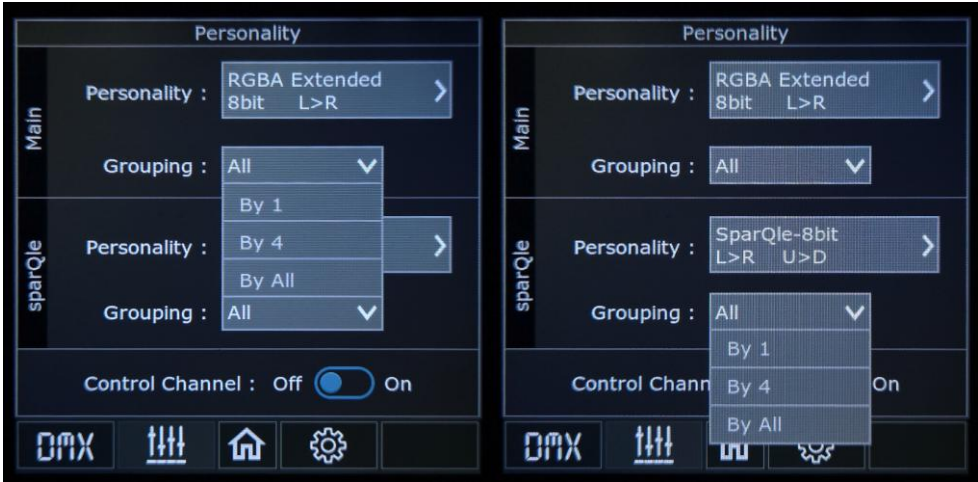 Personality
Main
Personality :
RGBA Extended
8bit L>R
Grouping :
All
By 1
By 4
By All
sparQle
Personality :
Grouping :
All
Control Channel : Off On
DMX
Personality
Main
Personality :
RGBA Extended
8bit L>R
Grouping :
All
sparQle
Personality :
SparQle-8bit
L>R U>D
Grouping :
All
By 1
By 4
By All
Control Chann
On
DMX